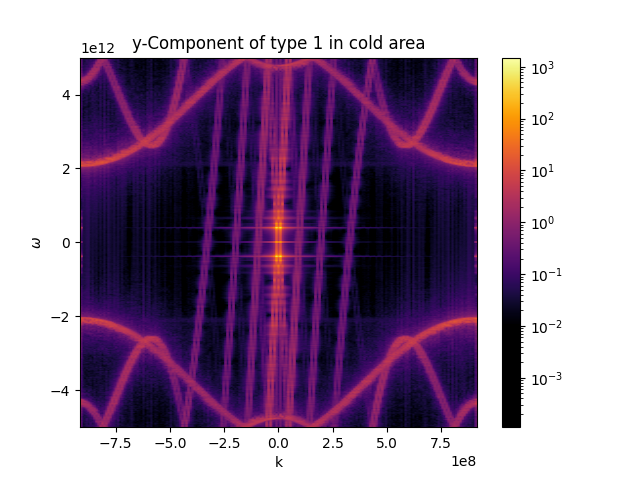 y-Component of type 1 in cold area
1e12
4
2
0
−2
−4
ω
−7.5 −5.0 −2.5 0.0 2.5 5.0 7.5
k
1e8
10³
10²
10¹
10⁰
10⁻¹
10⁻²
10⁻³